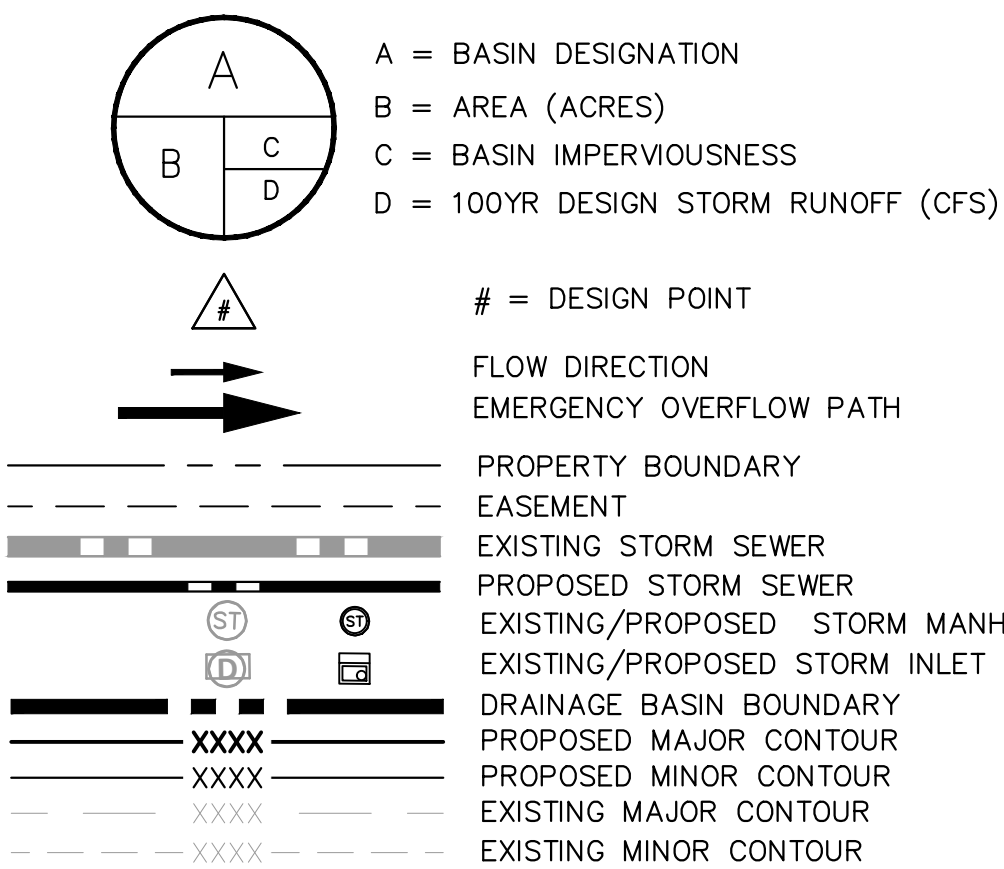 A
B
C
D
A = BASIN DESIGNATION
B = AREA (ACRES)
C = BASIN IMPERVIOUSNESS
D = 100YR DESIGN STORM RUNOFF (CFS)
# # = DESIGN POINT
FLOW DIRECTION
EMERGENCY OVERFLOW PATH
PROPERTY BOUNDARY
EASEMENT
EXISTING STORM SEWER
PROPOSED STORM SEWER
ST ST EXISTING/PROPOSED STORM MANH
D EXISTING/PROPOSED STORM INLET
DRAINAGE BASIN BOUNDARY
XXXX PROPOSED MAJOR CONTOUR
XXXX PROPOSED MINOR CONTOUR
XXXX EXISTING MAJOR CONTOUR
XXXX EXISTING MINOR CONTOUR